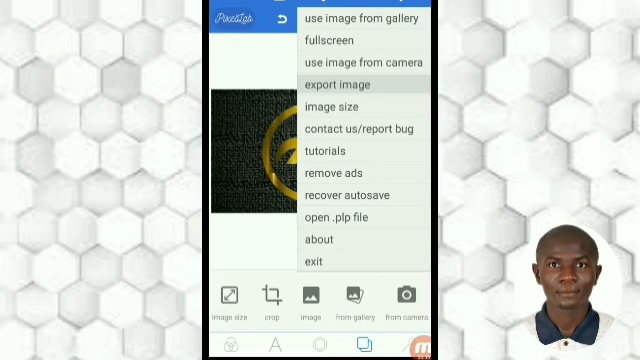 PixelLab
use image from gallery
fullscreen
use image from camera
export image
image size
contact us/report bug
tutorials
remove ads
recover autosave
open .plp file
about
exit
image size
crop
image
from gallery
from camera
A